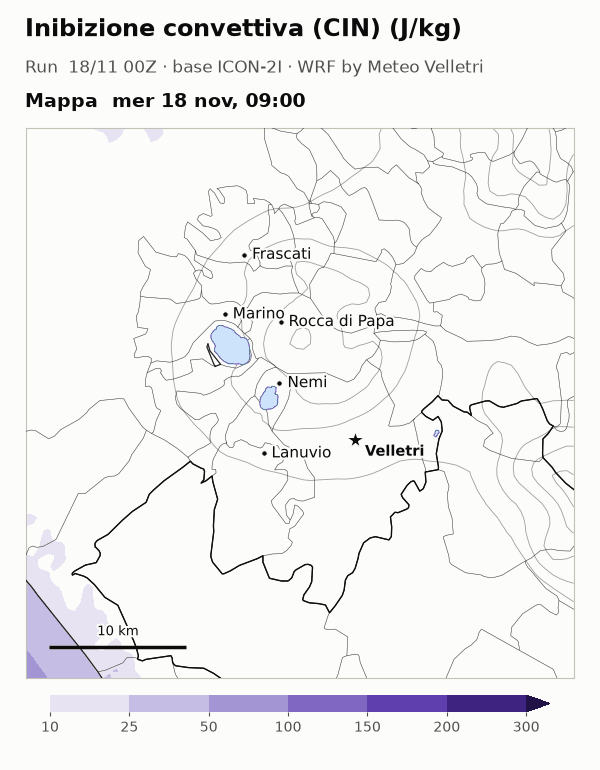 Inibizione convettiva (CIN) (J/kg)
Run  18/11 00Z · base ICON-2I · WRF by Meteo Velletri
Mappa  mer 18 nov, 09:00
Frascati
Marino
Rocca di Papa
Nemi
Velletri
Lanuvio
10 km
10 25 50 100 150 200 300